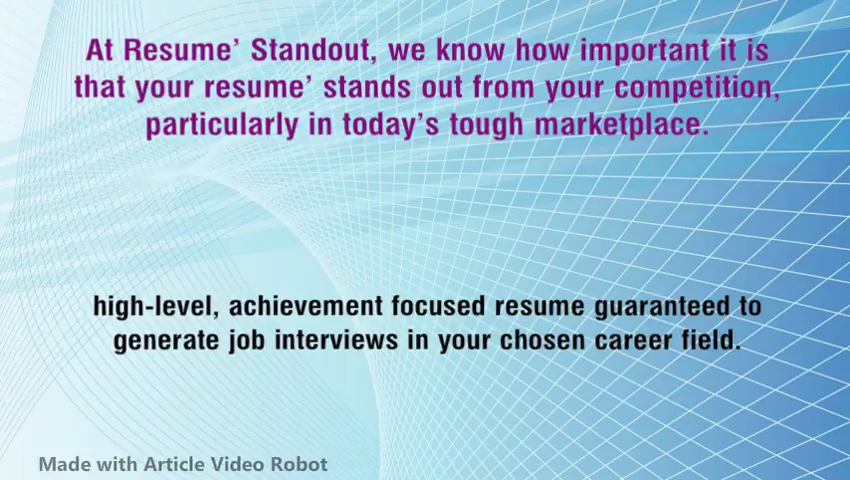 At Resume’ Standout, we know how important it is
that your resume’ stands out from your competition,
particularly in today’s tough marketplace.
high-level, achievement focused resume guaranteed to
generate job interviews in your chosen career field.
Made with Article Video Robot